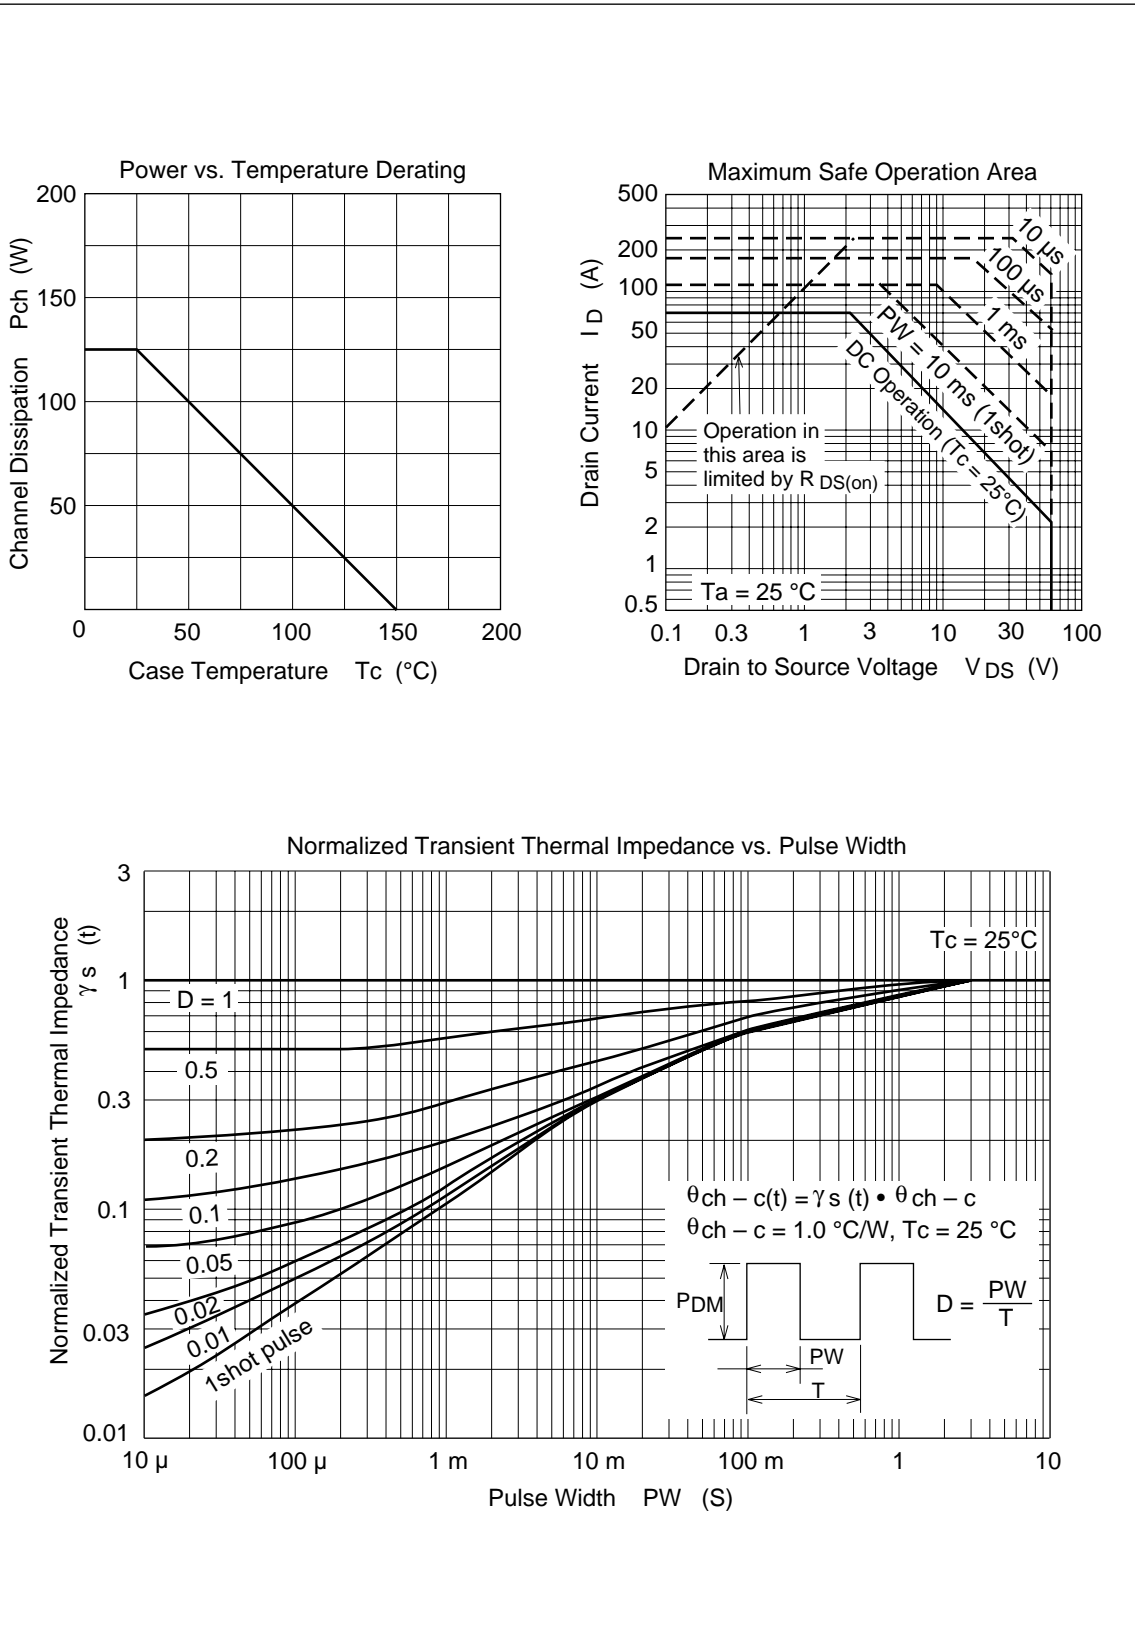 Power vs. Temperature Derating
200
150
100
50
Channel Dissipation Pch (W)
0 50 100 150 200
Case Temperature Tc (°C)
Maximum Safe Operation Area
500
200
100
50
20
10
5
2
1
0.5
Drain Current I D (A)
10 µs
100 µs
1 ms
PW = 10 ms (1shot)
DC Operation (Tc = 25°C)
Operation in
this area is
limited by R DS(on)
Ta = 25 °C
0.1 0.3 1 3 10 30 100
Drain to Source Voltage V DS (V)
Normalized Transient Thermal Impedance vs. Pulse Width
3
1
0.3
0.1
0.03
0.01
Normalized Transient Thermal Impedance
γ s (t)
Tc = 25°C
D = 1
0.5
0.2
0.1
0.05
0.02
0.01
1shot pulse
θ ch – c(t) = γ s (t) • θ ch – c
θ ch – c = 1.0 °C/W, Tc = 25 °C
PDM
D = PW
T
PW
T
10 µ 100 µ 1 m 10 m 100 m 1 10
Pulse Width PW (S)